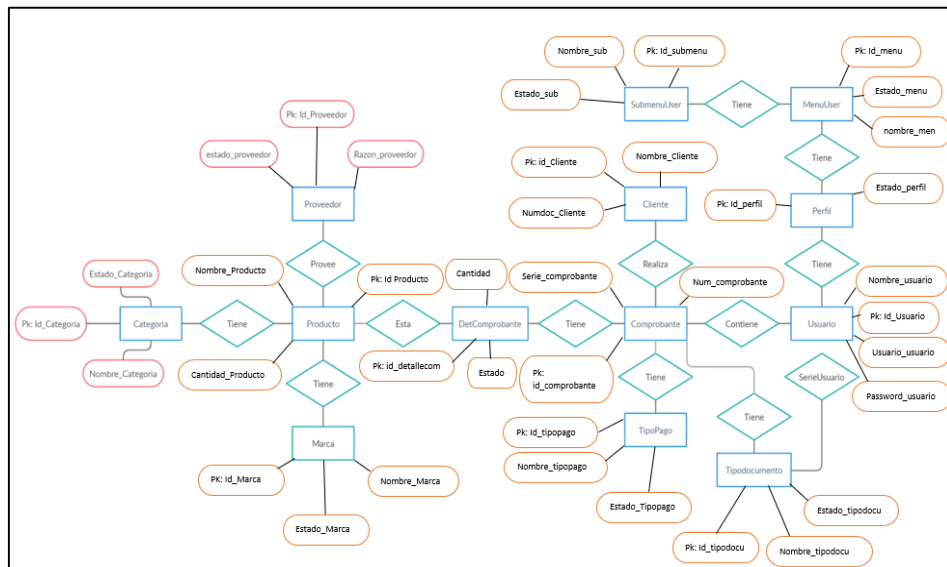 Nombre_sub
Pk: Id_submenu
Pk: Id_menu
Estado_sub
SubmenuUser
Tiene
MenuUser
Estado_menu
nombre_men
Pk: Id_Proveedor
estado_proveedor
Razon_proveedor
Proveedor
Pk: id_Cliente
Nombre_Cliente
Numdoc_Cliente
Cliente
Tiene
Estado_perfil
Pk: Id_perfil
Perfil
Provee
Realiza
Tiene
Estado_Categoria
Nombre_Producto
Pk: Id Producto
Cantidad
Serie_comprobante
Num_comprobante
Nombre_usuario
Pk: Id_Categoria
Categoria
Tiene
Producto
Esta
DetComprobante
Tiene
Comprobante
Contiene
Usuario
Pk: Id_Usuario
Usuario_usuario
Nombre_Categoria
Cantidad_Producto
Pk: id_detallecom
Estado
Pk:
id_comprobante
Tiene
SerieUsuario
Password_usuario
Tiene
Marca
Pk: Id_tipopago
TipoPago
Tiene
PK: Id_Marca
Nombre_Marca
Nombre_tipopago
Tipodocumento
Estado_Marca
Estado_Tipopago
Estado_tipodocu
Pk: Id_tipodocu
Nombre_tipodocu